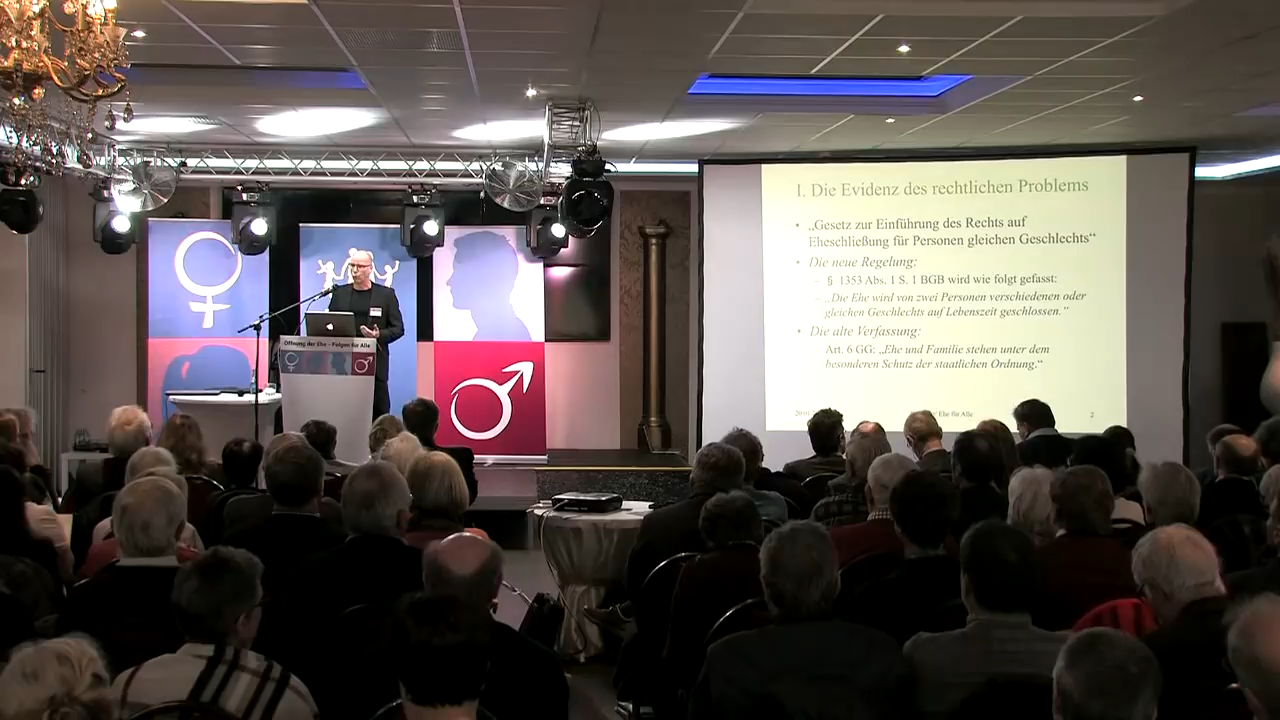 I. Die Evidenz des rechtlichen Problems
• „Gesetz zur Einführung des Rechts auf
Eheschließung für Personen gleichen Geschlechts“
• Die neue Regelung:
– § 1353 Abs. 1 S. 1 BGB wird wie folgt gefasst:
– „Die Ehe wird von zwei Personen verschiedenen oder
gleichen Geschlechts auf Lebenszeit geschlossen.“
• Die alte Verfassung:
Art. 6 GG: „Ehe und Familie stehen unter dem
besonderen Schutz der staatlichen Ordnung.“
Ehe für Alle 2
Öffnung der Ehe - Folgen für Alle